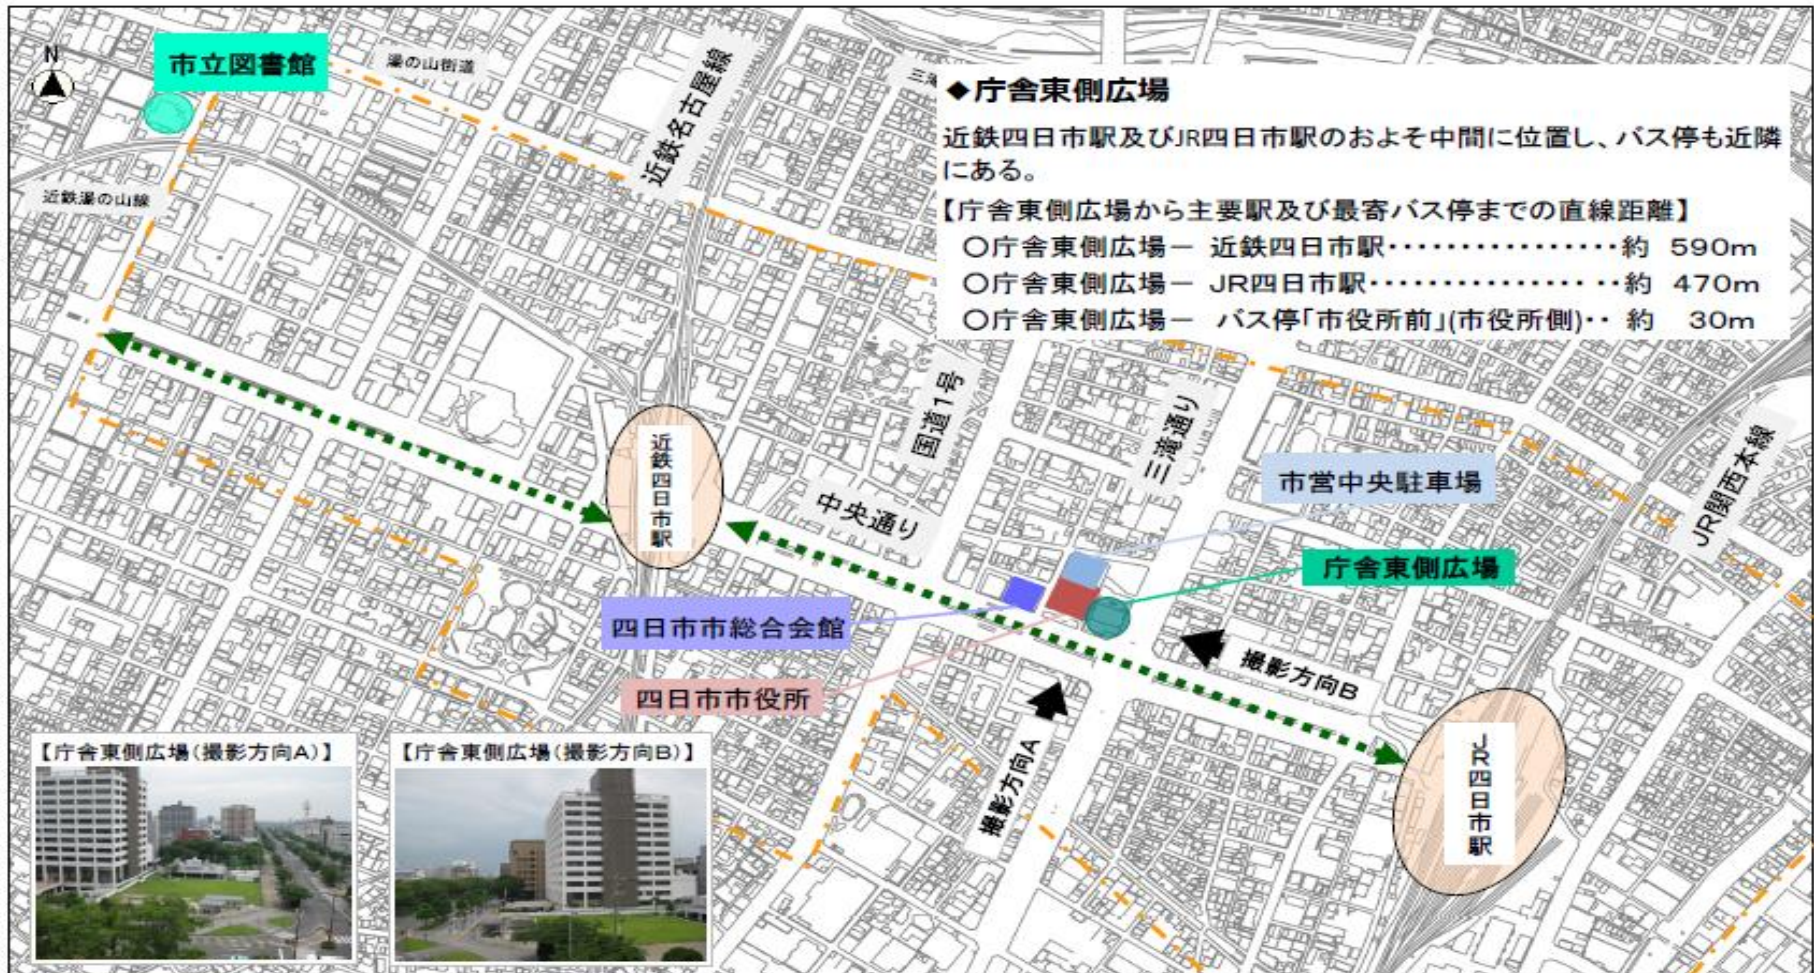 N
市立図書館
湯の山街道
近鉄名古屋線
近鉄湯の山線
◆庁舎東側広場
近鉄四日市駅及びJR四日市駅のおよそ中間に位置し、バス停も近隣
にある。
【庁舎東側広場から主要駅及び最寄バス停までの直線距離】
〇庁舎東側広場－ 近鉄四日市駅・・・・・・・・・・・・・・・・約 590m
〇庁舎東側広場－ JR四日市駅・・・・・・・・・・・・・・・ ・・約 470m
〇庁舎東側広場－ バス停「市役所前」(市役所側)・・ 約 30m
国道1号
三滝通り
JR関西本線
近鉄四日市駅
中央通り
市営中央駐車場
庁舎東側広場
四日市市総合会館
四日市市役所
撮影方向B
撮影方向A
JR四日市駅
【庁舎東側広場(撮影方向A)】
【庁舎東側広場(撮影方向B)】